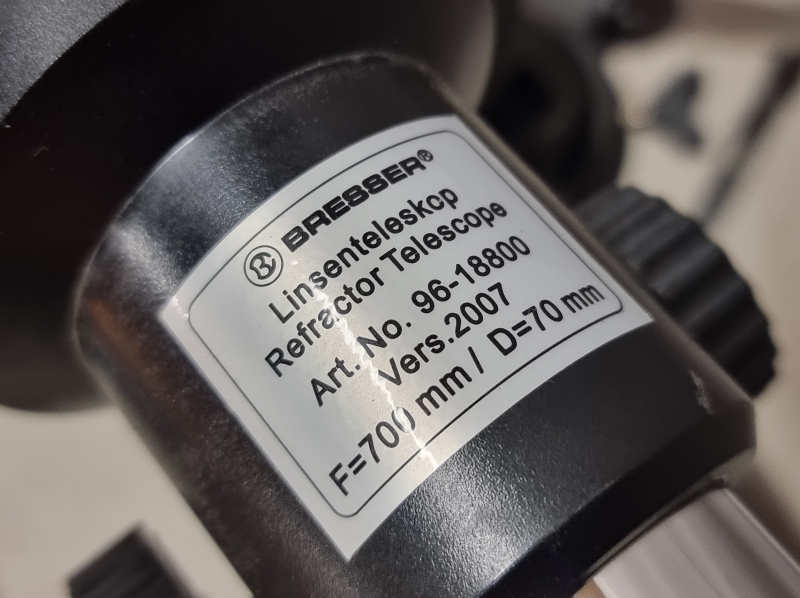 BRESSER®
Linsenteleskop
Refractor Telescope
Art. No. 96-18800
Vers.2007
F=700 mm / D=70 mm